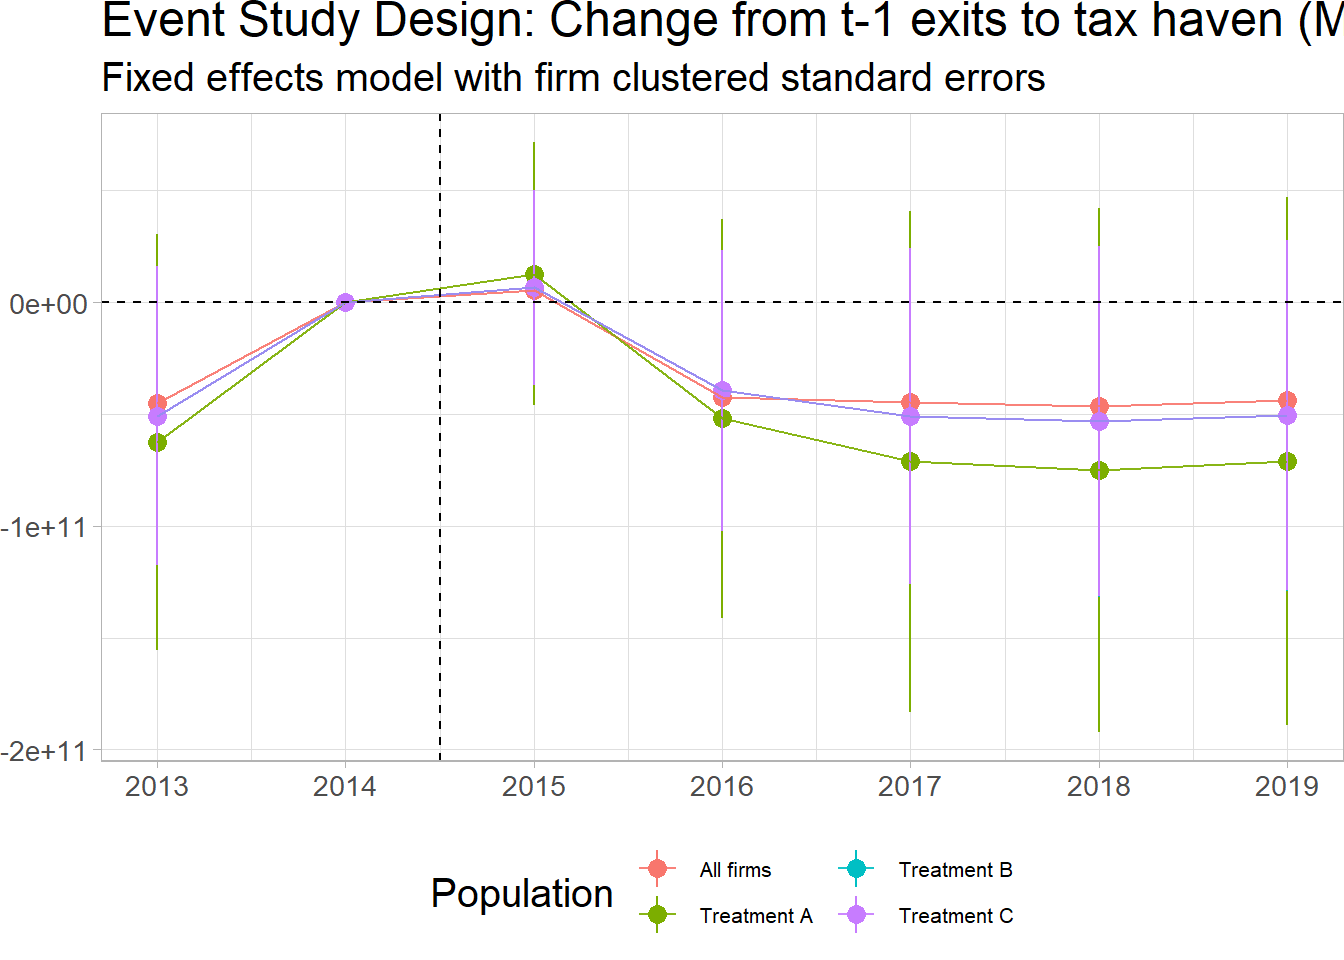 Event Study Design: Change from t-1 exits to tax haven (M
Fixed effects model with firm clustered standard errors
0e+00
-1e+11
-2e+11
2013 2014 2015 2016 2017 2018 2019
Population
All firms
Treatment B
Treatment A
Treatment C